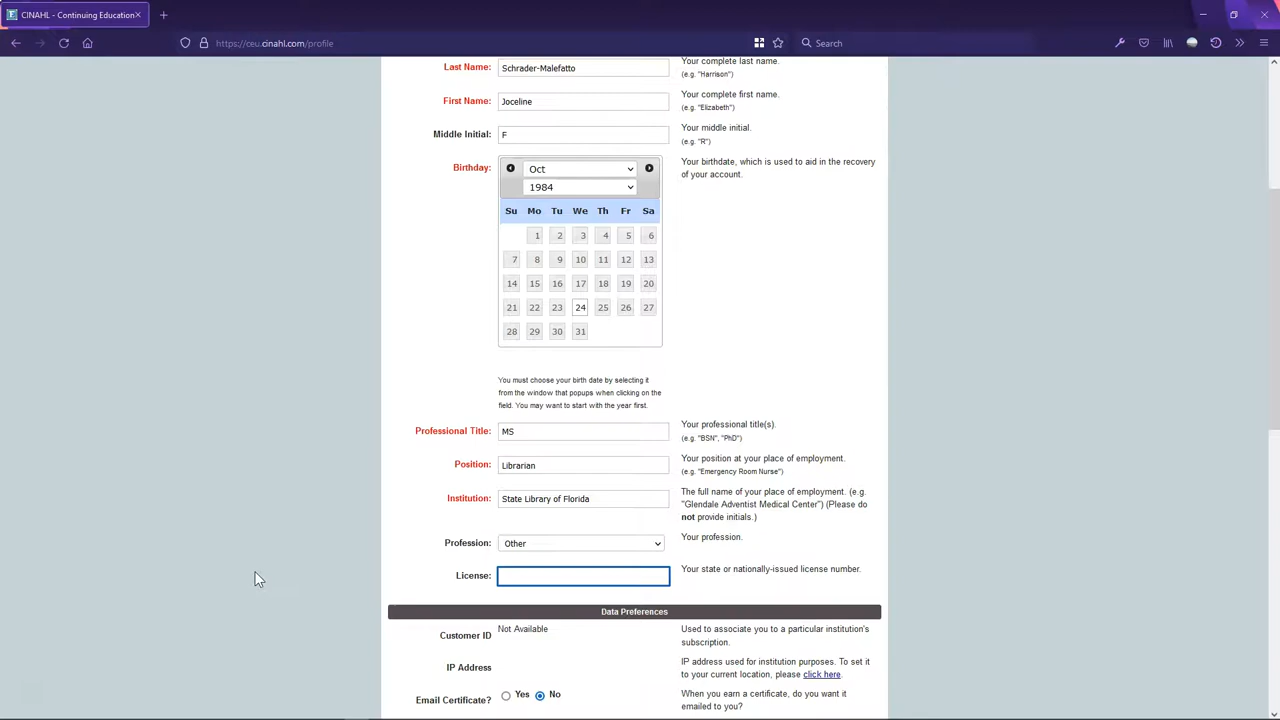 CINAHL - Continuing Education
https://ceu.cinahl.com/profile
Search
Your complete last name.
Last Name:
Schrader-Malefatto
(e.g. "Harrison")
Your complete first name.
First Name:
Joceline
(e.g. "Elizabeth")
Your middle initial.
Middle Initial:
F
(e.g. "R")
Birthday:
Oct
1984
Your birthdate, which is used to aid in the recovery
of your account.
Su Mo Tu We Th Fr Sa
1 2 3 4 5 6
7 8 9 10 11 12 13
14 15 16 17 18 19 20
21 22 23 24 25 26 27
28 29 30 31
You must choose your birth date by selecting it
from the window that popups when clicking on the
field. You may want to start with the year first.
Your professional title(s).
Professional Title:
MS
(e.g. "BSN", "PhD")
Your position at your place of employment.
Position:
Librarian
(e.g. "Emergency Room Nurse")
Institution:
State Library of Florida
The full name of your place of employment. (e.g.
"Glendale Adventist Medical Center") (Please do
not provide initials.)
Profession:
Other
Your profession.
License:
Your state or nationally-issued license number.
Data Preferences
Customer ID
Not Available
Used to associate you to a particular institution's
subscription.
IP Address
IP address used for institution purposes. To set it
to your current location, please click here.
Email Certificate?
Yes No
When you earn a certificate, do you want it
emailed to you?